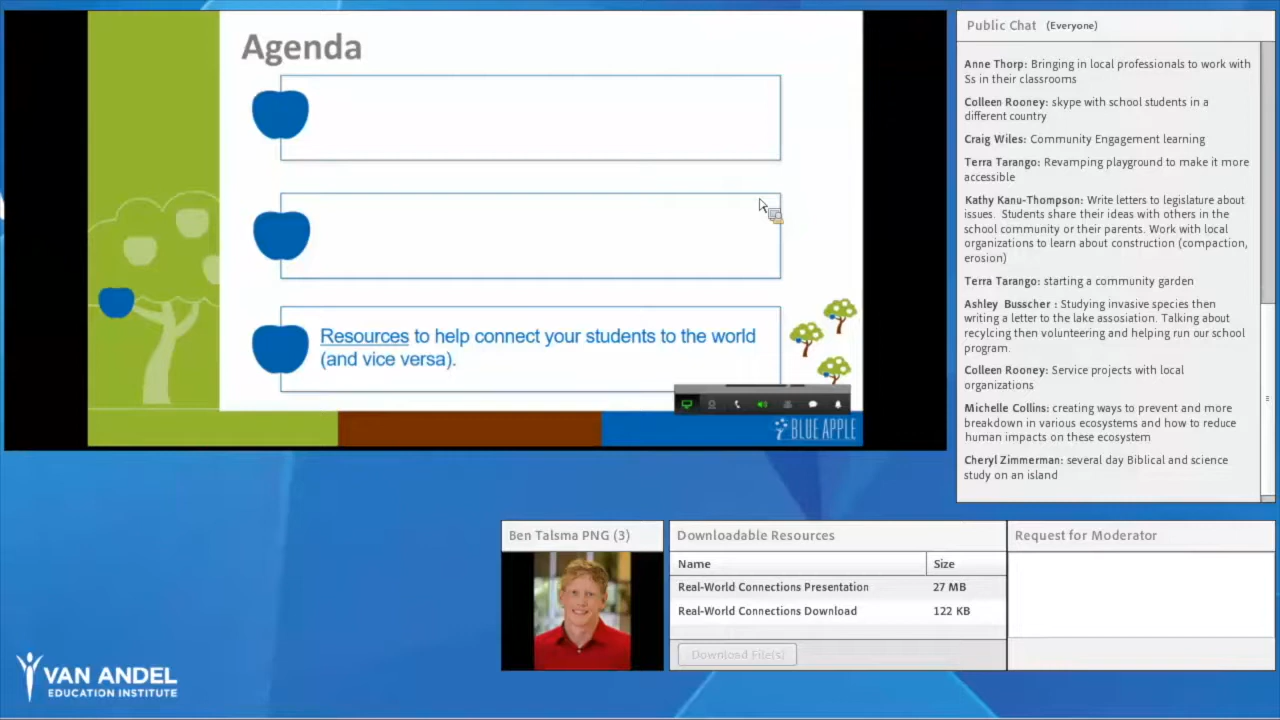 Agenda
Resources to help connect your students to the world
(and vice versa).
BLUE APPLE
Public Chat (Everyone)
Anne Thorp: Bringing in local professionals to work with
Ss in their classrooms
Colleen Rooney: skype with school students in a
different country
Craig Wiles: Community Engagement learning
Terra Tarango: Revamping playground to make it more
accessible
Kathy Kanu-Thompson: Write letters to legislature about
issues. Students share their ideas with others in the
school community or their parents. Work with local
organizations to learn about construction (compaction,
erosion)
Terra Tarango: starting a community garden
Ashley Busscher : Studying invasive species then
writing a letter to the lake assosiation. Talking about
recylcing then volunteering and helping run our school
program.
Colleen Rooney: Service projects with local
organizations
Michelle Collins: creating ways to prevent and more
breakdown in various ecosystems and how to reduce
human impacts on these ecosystem
Cheryl Zimmerman: several day Biblical and science
study on an island
Ben Talsma PNG (3)
Downloadable Resources
Name Size
Real-World Connections Presentation 27 MB
Real-World Connections Download 122 KB
Download File(s)
Request for Moderator
VAN ANDEL
EDUCATION INSTITUTE